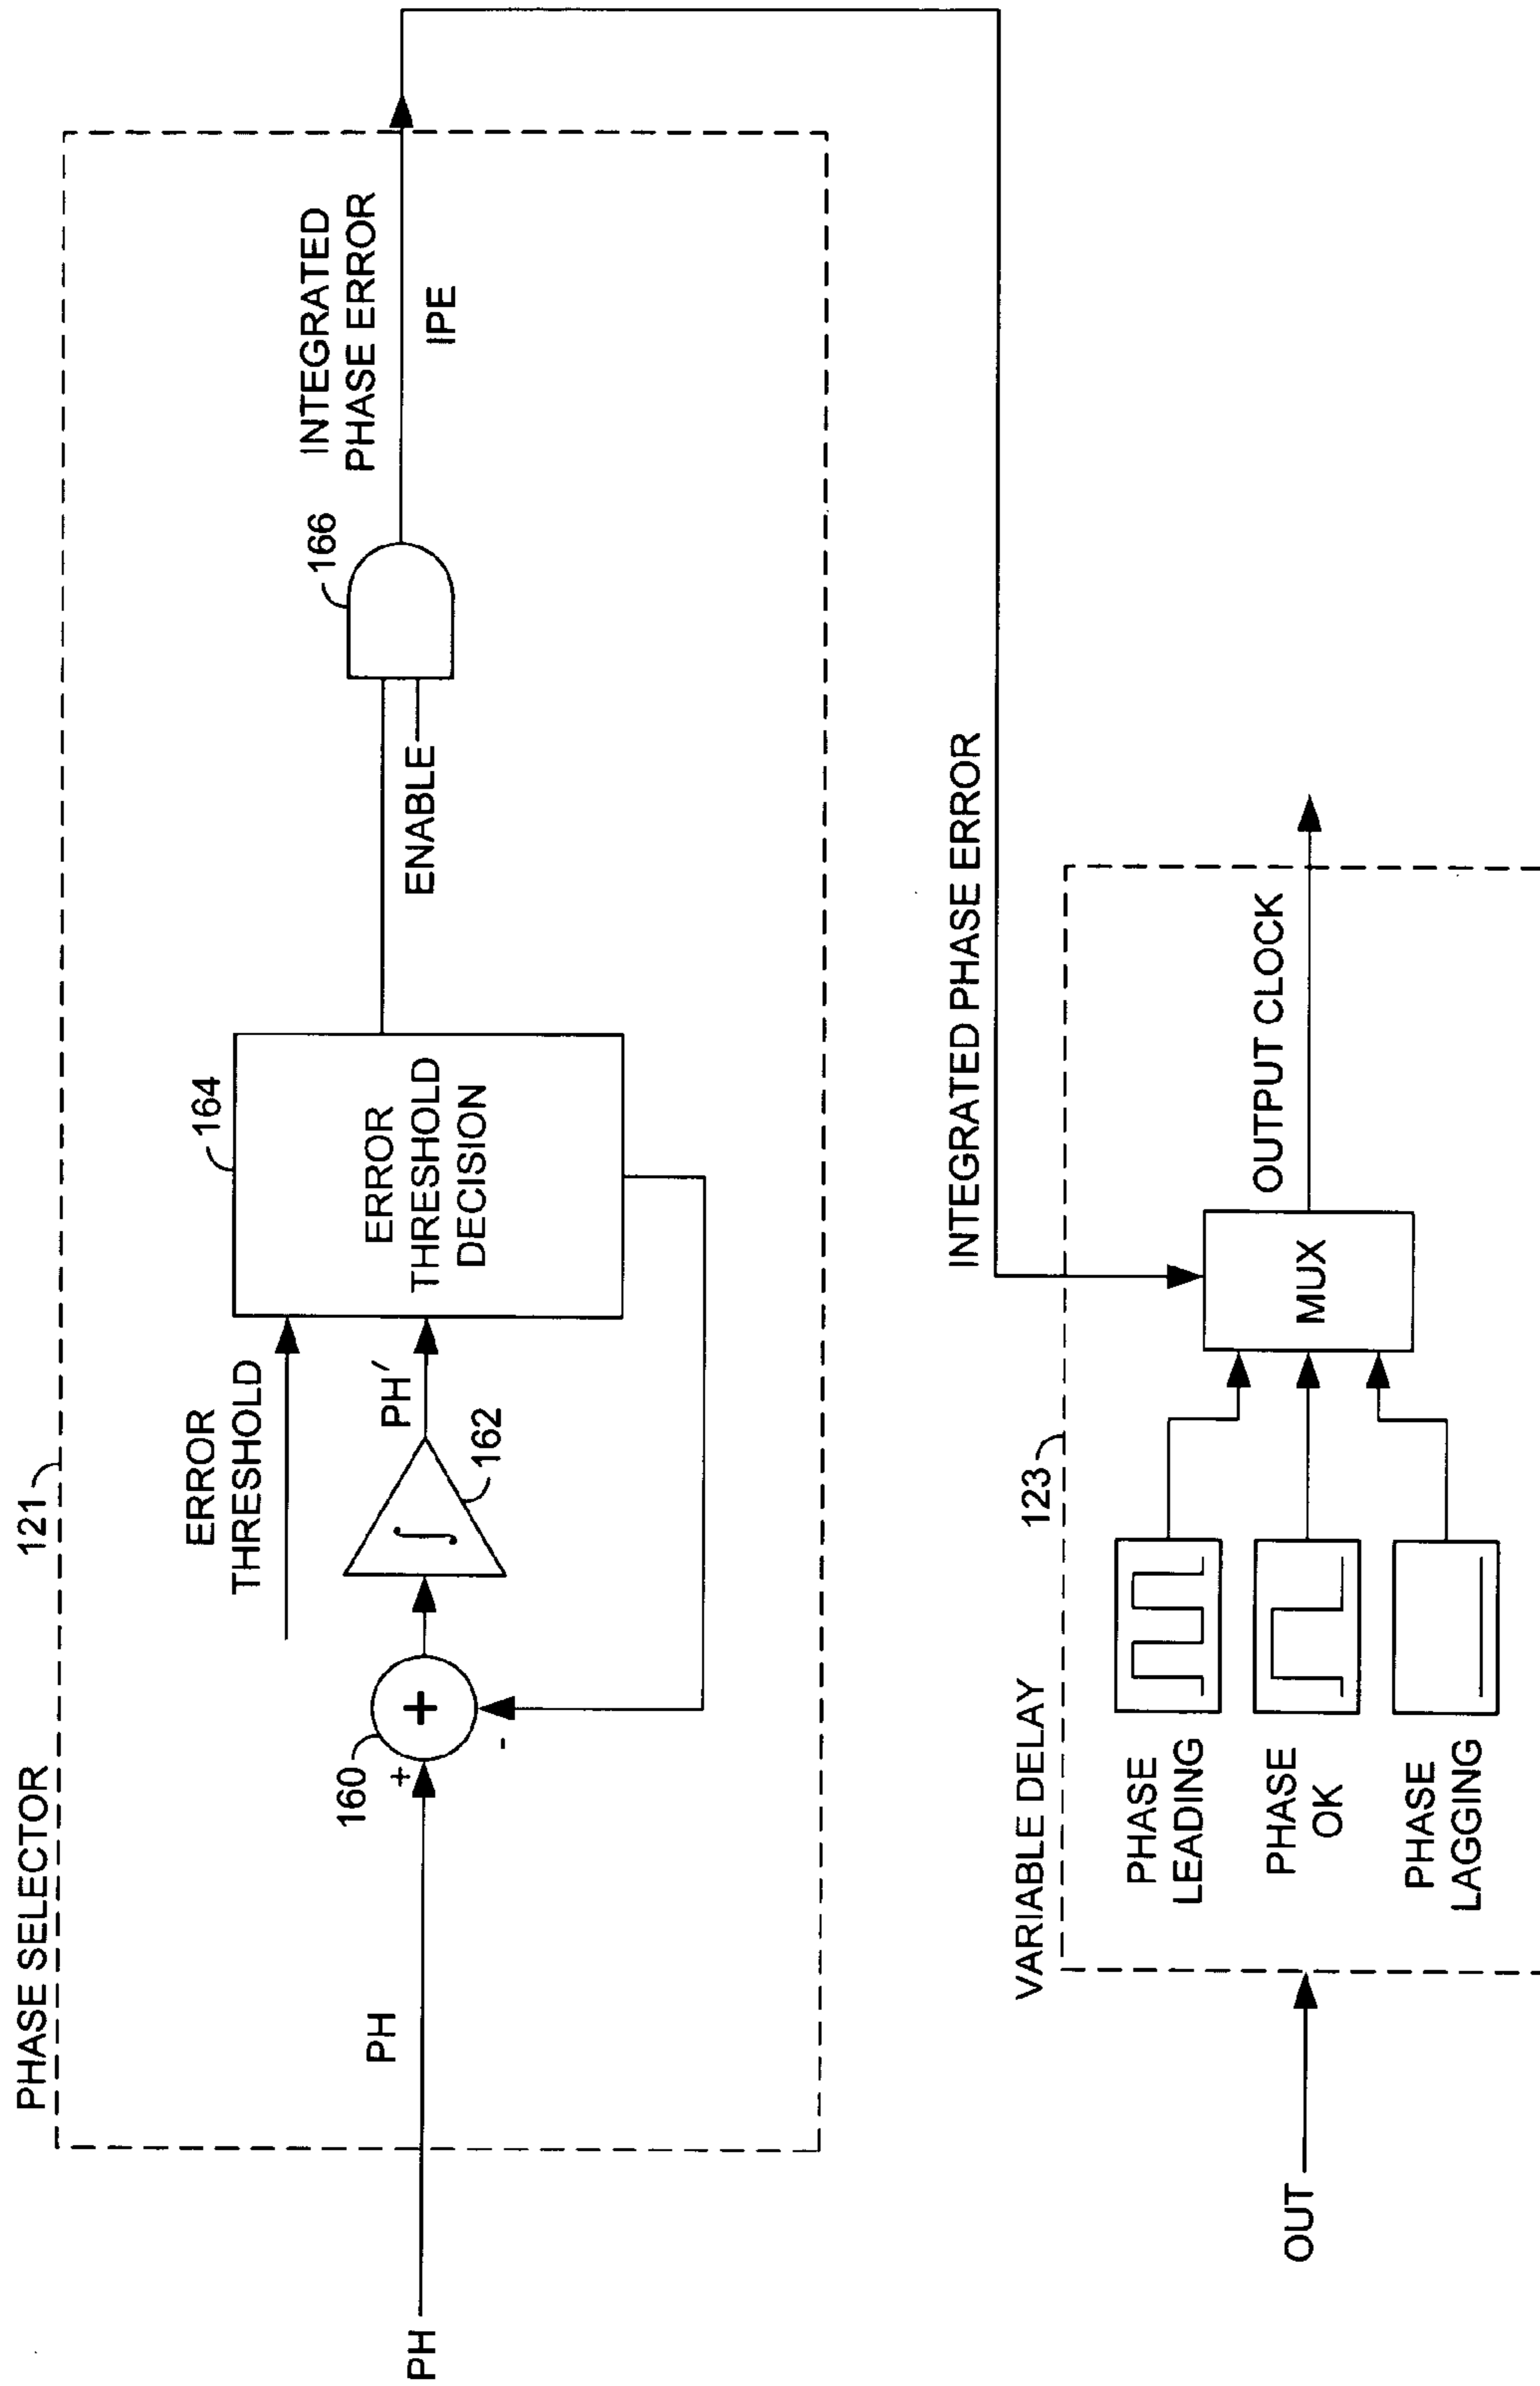 PHASE SELECTOR
121
PH
PH
160
+
+
-
∫
162
PH′
ERROR
THRESHOLD
164
ERROR
THRESHOLD
DECISION
ENABLE
166
INTEGRATED
PHASE ERROR
IPE
INTEGRATED PHASE ERROR
VARIABLE DELAY
123
OUT
PHASE
LEADING
PHASE
OK
PHASE
LAGGING
MUX
OUTPUT CLOCK